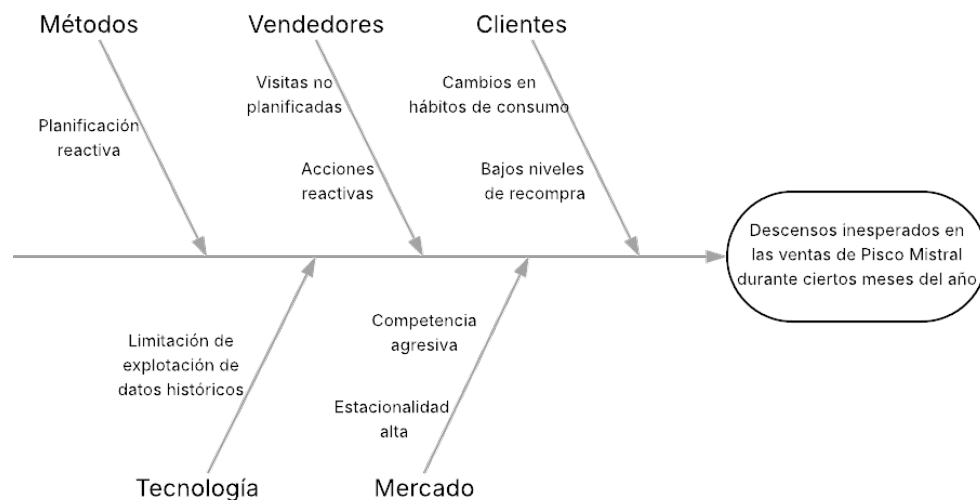 Métodos
Vendedores
Clientes
Visitas no
planificadas
Cambios en
hábitos de consumo
Planificación
reactiva
Acciones
reactivas
Bajos niveles
de recompra
Descensos inesperados en
las ventas de Pisco Mistral
durante ciertos meses del año
Limitación de
explotación de
datos históricos
Competencia
agresiva
Estacionalidad
alta
Tecnología
Mercado